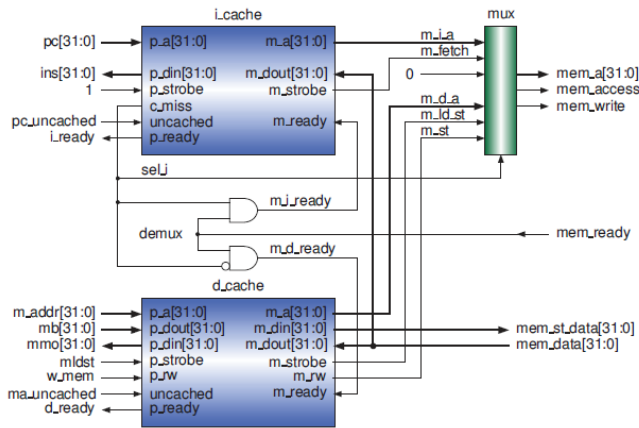 i_cache
mux
pc[31:0] p_a[31:0] m_a[31:0] m_i_a
m_fetch
ins[31:0] p_din[31:0] m_dout[31:0] 0 mem_a[31:0]
1 p_strobe m_strobe mem_access
c_miss m_d_a mem_write
pc_uncached uncached m_ready m_ld_st
i_ready p_ready m_st
sel_i
m_i_ready
demux mem_ready
m_d_ready
d_cache
m_addr[31:0] p_a[31:0] m_a[31:0]
mb[31:0] p_dout[31:0] m_din[31:0] mem_st_data[31:0]
mmo[31:0] p_din[31:0] m_dout[31:0] mem_data[31:0]
mldst p_strobe m_strobe
w_mem p_rw m_rw
ma_uncached uncached m_ready
d_ready p_ready